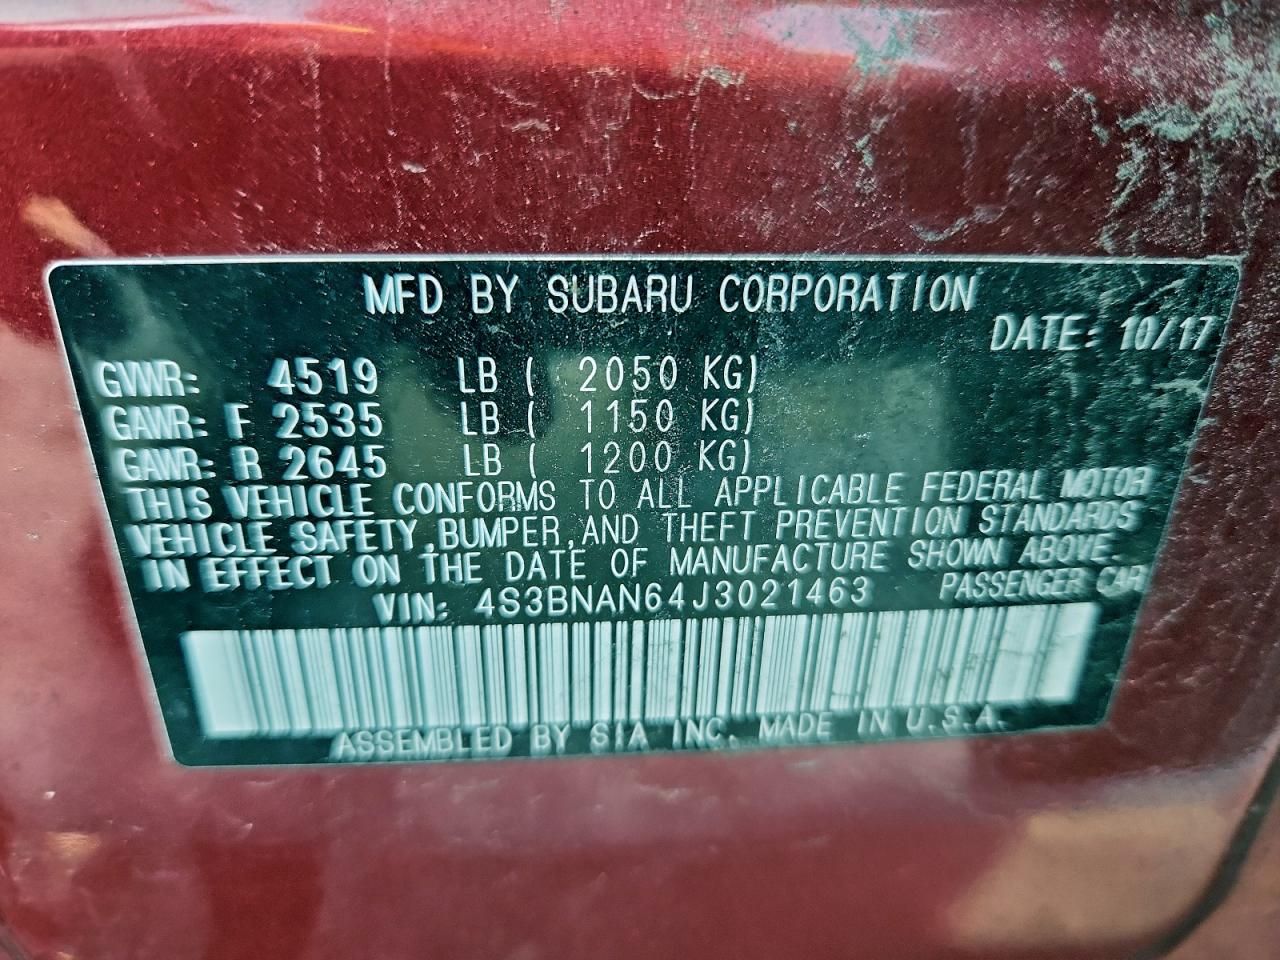 MFD BY SUBARU CORPORATION
DATE: 10/17
GVWR: 4519 LB ( 2050 KG)
GAWR: F 2535 LB ( 1150 KG)
GAWR: R 2645 LB ( 1200 KG)
THIS VEHICLE CONFORMS TO ALL APPLICABLE FEDERAL MOTOR
VEHICLE SAFETY,BUMPER,AND THEFT PREVENTION STANDARDS
IN EFFECT ON THE DATE OF MANUFACTURE SHOWN ABOVE.
VIN: 4S3BNAN64J3021463 PASSENGER CAR
ASSEMBLED BY SIA INC. MADE IN U.S.A.